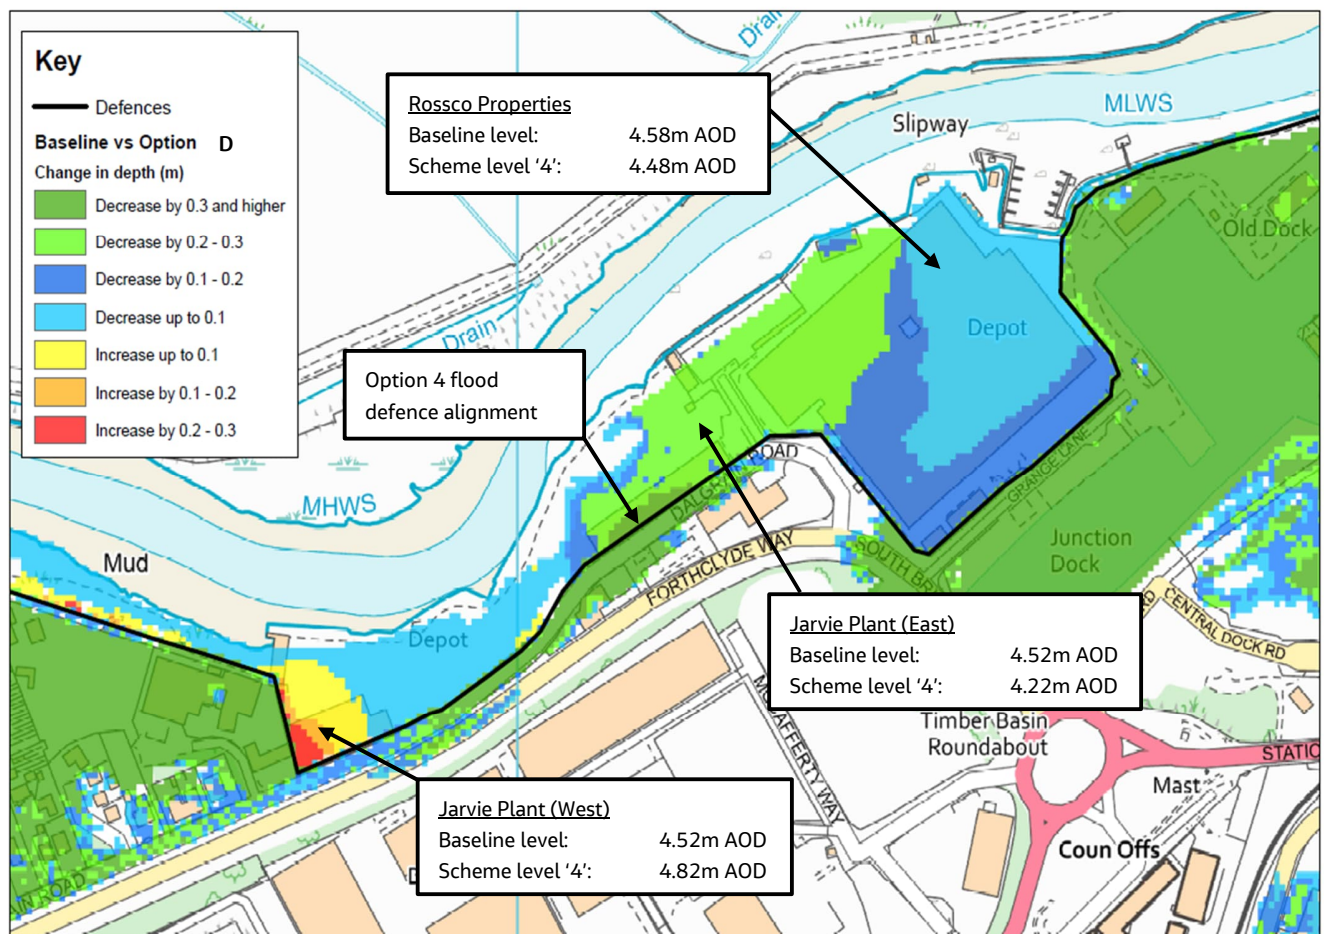 Key
Defences
Baseline vs Option D
Change in depth (m)
Decrease by 0.3 and higher
Decrease by 0.2 - 0.3
Decrease by 0.1 - 0.2
Decrease up to 0.1
Increase up to 0.1
Increase by 0.1 - 0.2
Increase by 0.2 - 0.3
Drain
Rossco Properties
Baseline level: 4.58m AOD
Scheme level ‘4’: 4.48m AOD
MLWS
Slipway
Old Dock
Drain
Depot
Option 4 flood
defence alignment
ROAD
GRANGE LANE
MHWS
Mud
FORTHCLYDE WAY
Junction
Dock
CENTRAL DOCK RD
Depot
Jarvie Plant (East)
Baseline level: 4.52m AOD
Scheme level ‘4’: 4.22m AOD
McCAFFERTY WAY
Timber Basin
Roundabout
Mast
Coun Offs
Jarvie Plant (West)
Baseline level: 4.52m AOD
Scheme level ‘4’: 4.82m AOD
ROAD